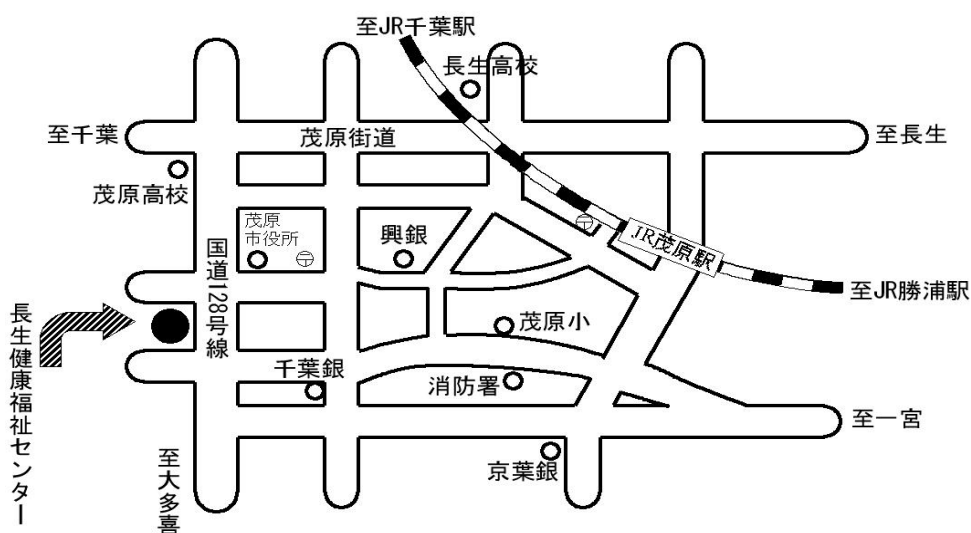 至JR千葉駅
長生高校
至千葉
茂原街道
至長生
茂原高校
茂原
市役所
〒
興銀
〒
JR茂原駅
至JR勝浦駅
国道128号線
長生健康福祉センター
茂原小
千葉銀
消防署
至一宮
京葉銀
至大多喜